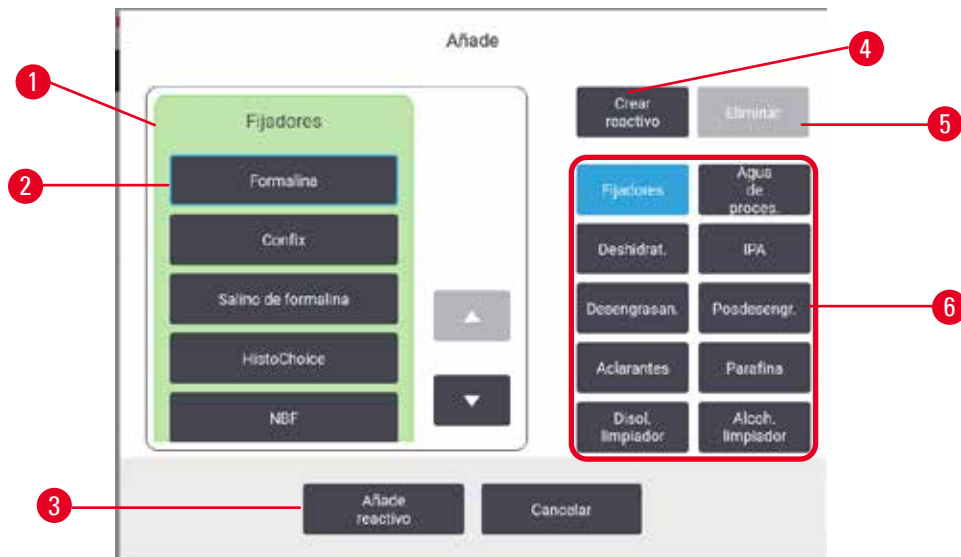 Añade
1
Fijadores
2
Formalina
Confix
Salino de formalina
HistoChoice
NBF
4
Crear
reactivo
Eliminar
5
Fijadores
Agua
de
proces.
Deshidrat.
IPA
Desengrasan.
Posdesengr.
6
Aclarantes
Parafina
Disol.
limpiador
Alcoh.
limpiador
3
Añade
reactivo
Cancelar